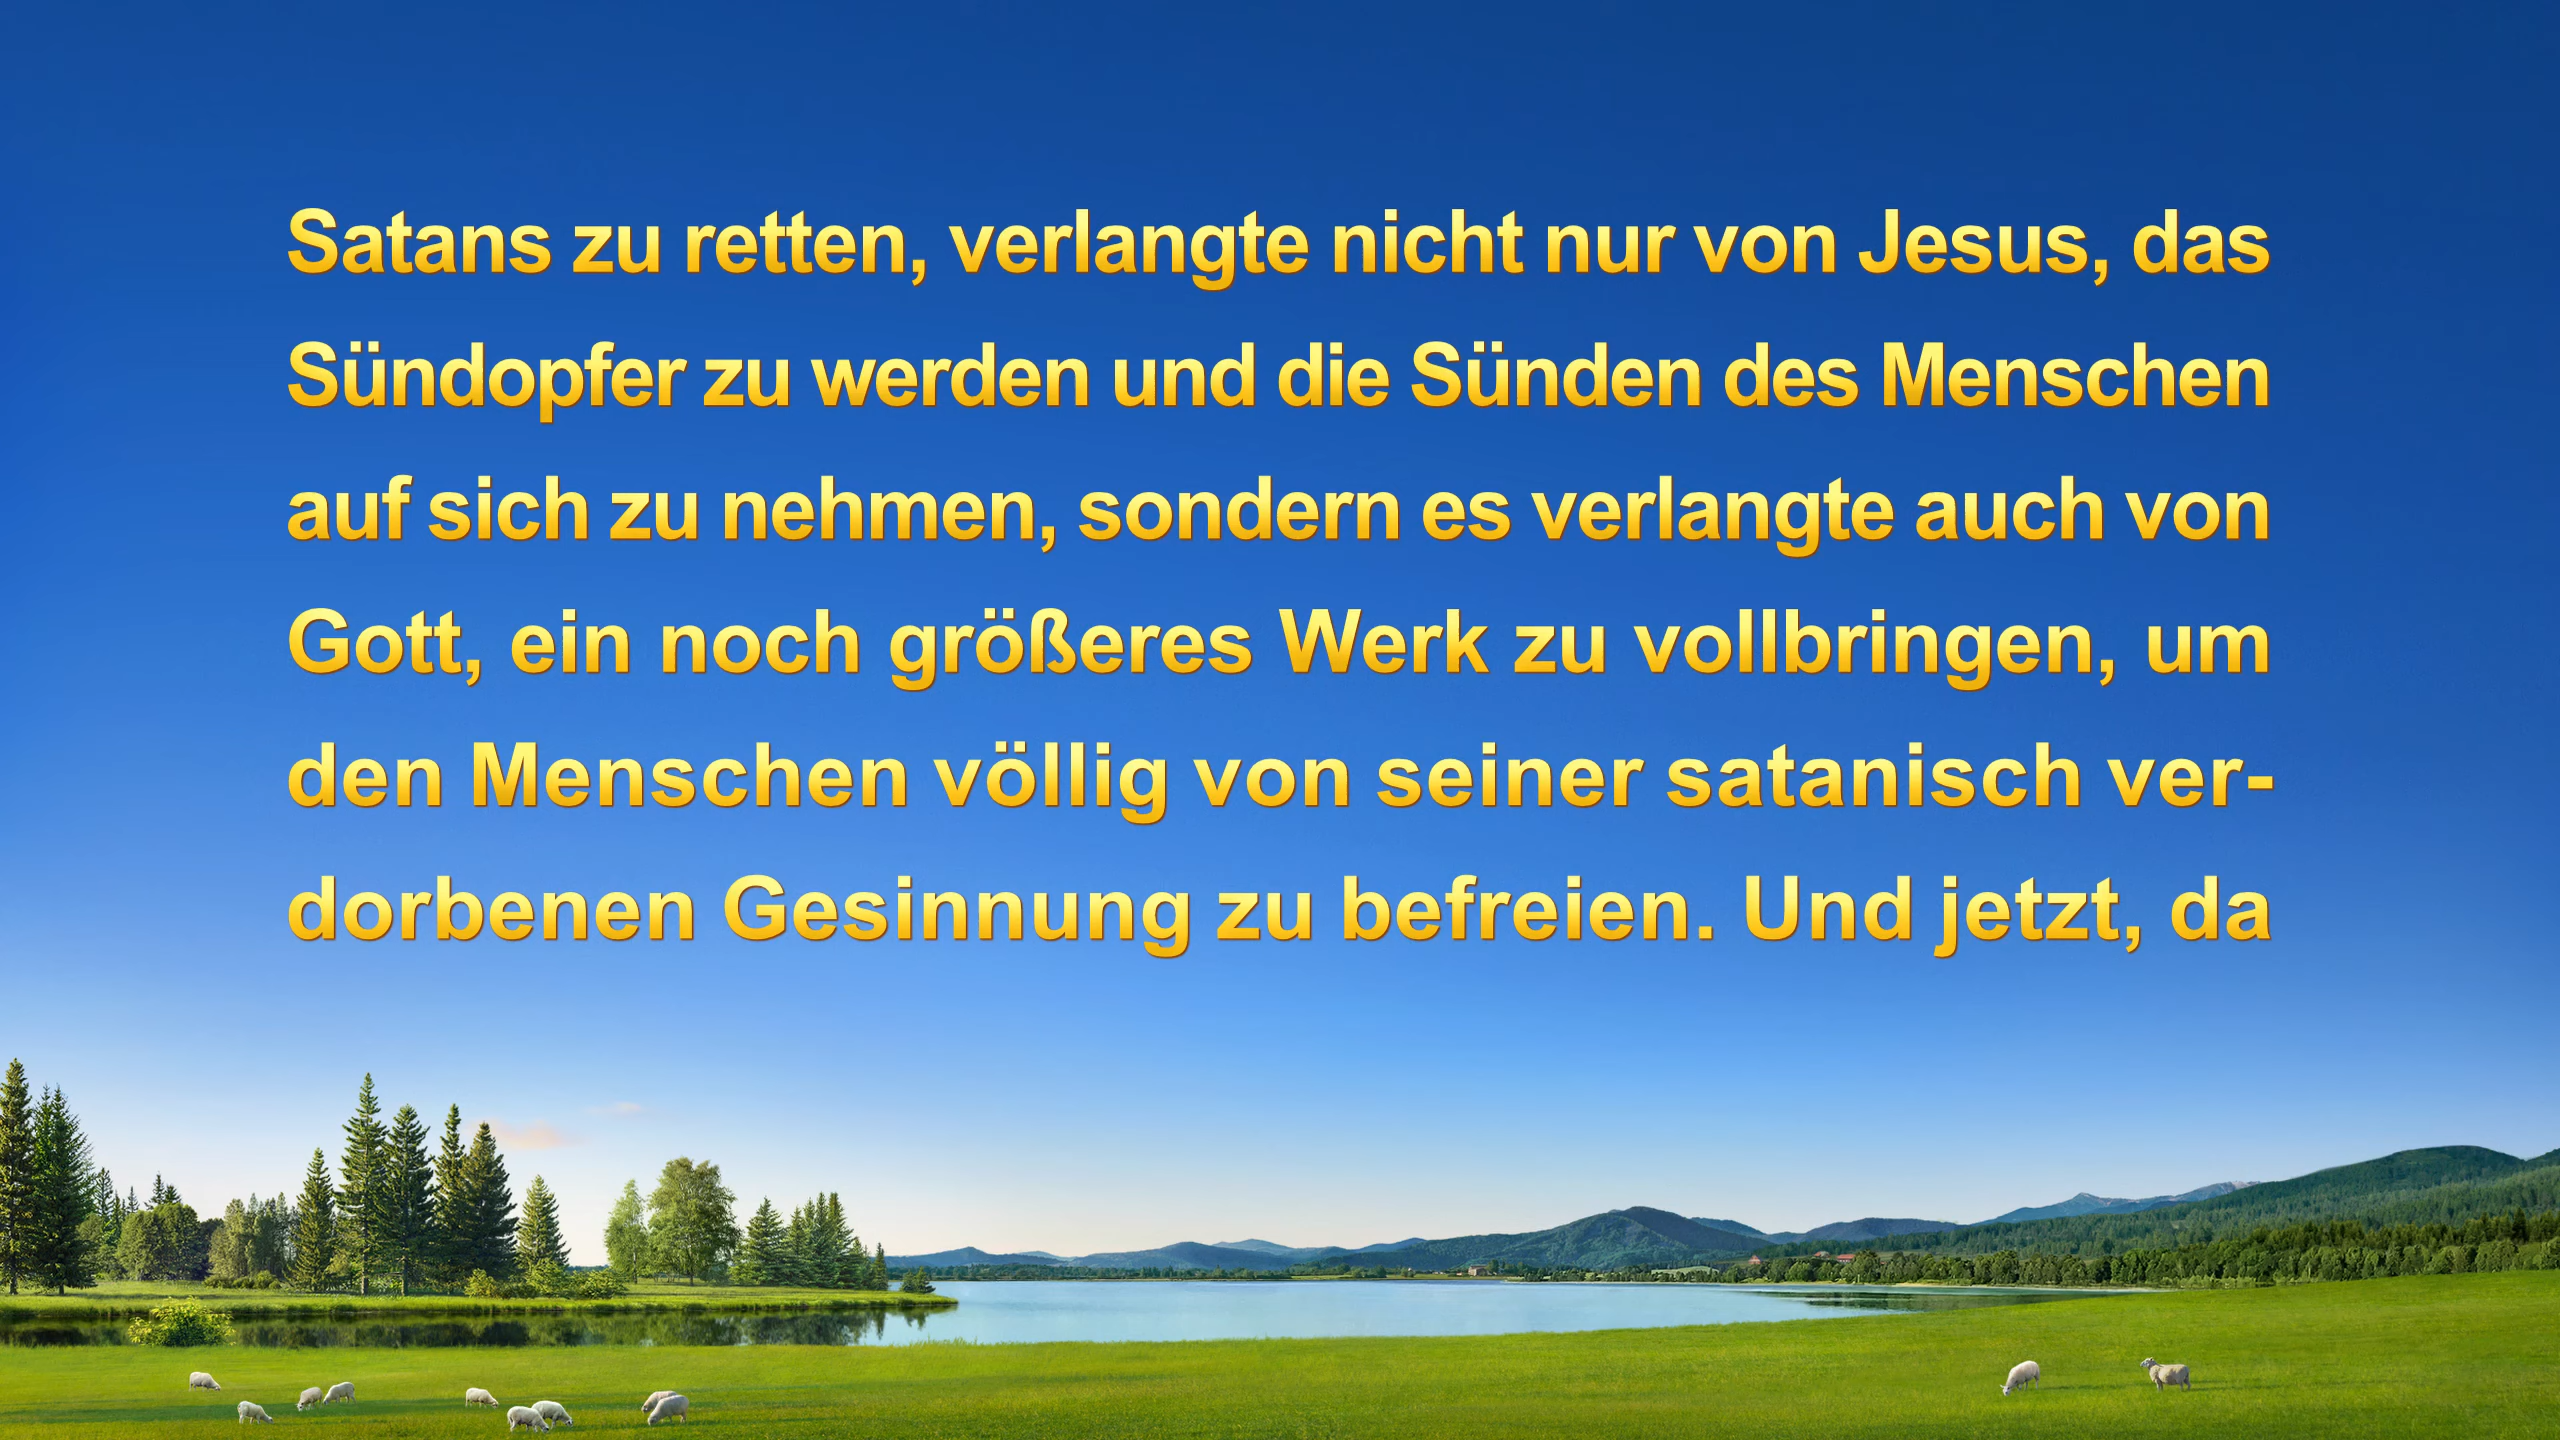 Satans zu retten, verlangte nicht nur von Jesus, das
Sündopfer zu werden und die Sünden des Menschen
auf sich zu nehmen, sondern es verlangte auch von
Gott, ein noch größeres Werk zu vollbringen, um
den Menschen völlig von seiner satanisch ver-
dorbenen Gesinnung zu befreien. Und jetzt, da